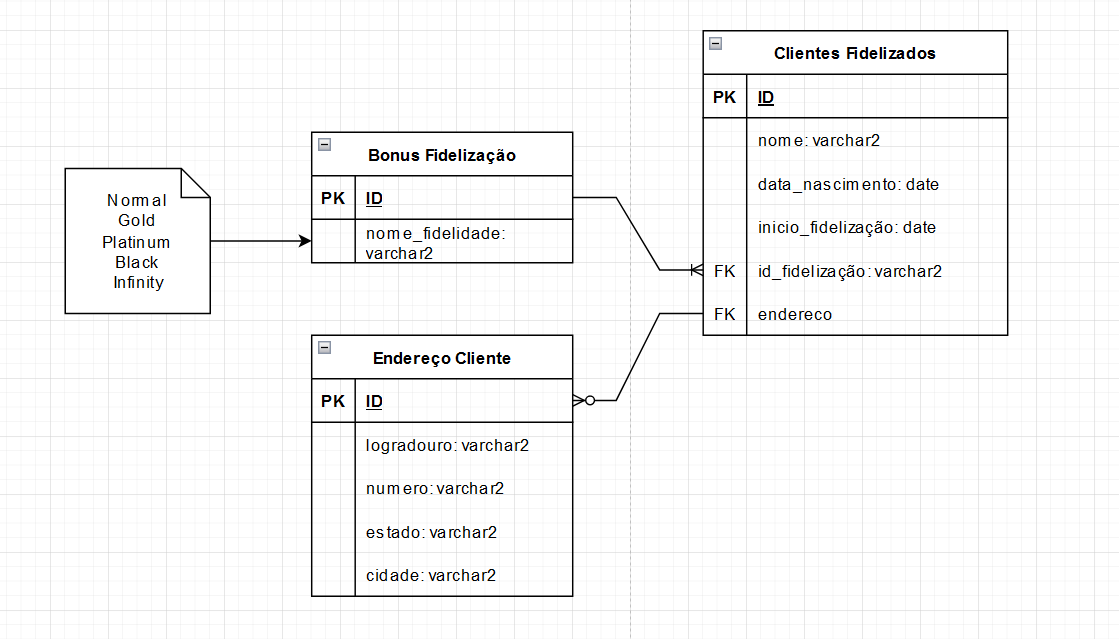 Normal
Gold
Platinum
Black
Infinity
Bonus Fidelização
PK ID
nome_fidelidade:
varchar2
Endereço Cliente
PK ID
logradouro: varchar2
numero: varchar2
estado: varchar2
cidade: varchar2
Clientes Fidelizados
PK ID
nome: varchar2
data_nascimento: date
inicio_fidelização: date
FK id_fidelização: varchar2
FK endereco